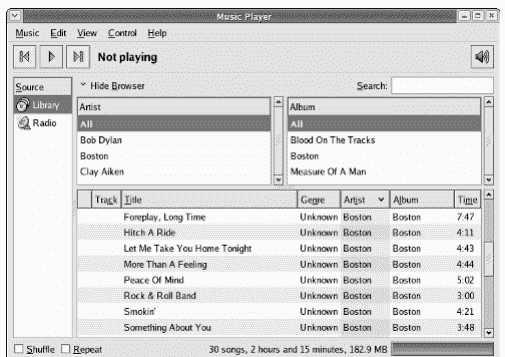 Music Player
Music Edit View Control Help
Not playing
Source
Library
Radio
Hide Browser Search:
Artist
All
Bob Dylan
Boston
Clay Aiken
Album
All
Blood On The Tracks
Boston
Measure Of A Man
Track Title Genre Artist Album Time
Foreplay, Long Time Unknown Boston Boston 7:47
Hitch A Ride Unknown Boston Boston 4:11
Let Me Take You Home Tonight Unknown Boston Boston 4:43
More Than A Feeling Unknown Boston Boston 4:44
Peace Of Mind Unknown Boston Boston 5:02
Rock & Roll Band Unknown Boston Boston 3:00
Smokin' Unknown Boston Boston 4:21
Something About You Unknown Boston Boston 3:48
Shuffle Repeat 30 songs, 2 hours and 15 minutes, 182.9 MB